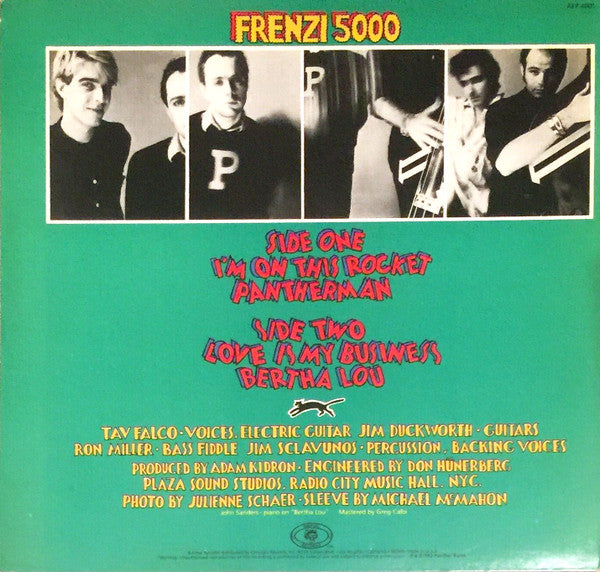 FRENZI 5000
P
P
SIDE ONE
I'M ON THIS ROCKET
PANTHERMAN
SIDE TWO
LOVE IS MY BUSINESS
BERTHA LOU
TAV FALCO · VOICES, ELECTRIC GUITAR JIM DUCKWORTH · GUITARS
RON MILLER · BASS FIDDLE JIM SCLAVUNOS · PERCUSSION, BACKING VOICES
PRODUCED BY ADAM KIDRON · ENGINEERED BY DON HUNERBERG
PLAZA SOUND STUDIOS, RADIO CITY MUSIC HALL, NYC.
PHOTO BY JULIENNE SCHAER · SLEEVE BY MICHAEL McMAHON
John Sanders - piano on "Bertha Lou" Mastered by Greg Calbi